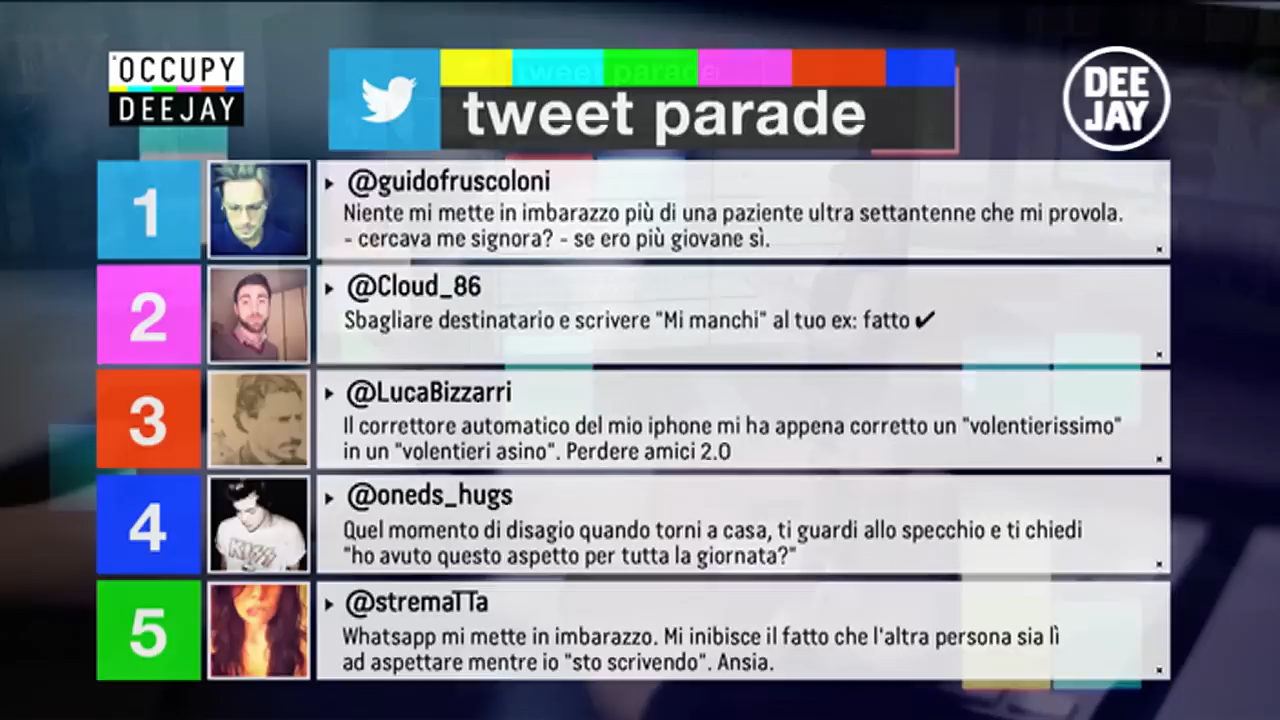 OCCUPY
DEEJAY
tweet parade
DEE
JAY
1
@guidofruscoloni
Niente mi mette in imbarazzo più di una paziente ultra settantenne che mi provola.
- cercava me signora? - se ero più giovane sì.
2
@Cloud_86
Sbagliare destinatario e scrivere "Mi manchi" al tuo ex: fatto ✔
3
@LucaBizzarri
Il correttore automatico del mio iphone mi ha appena corretto un "volentierissimo"
in un "volentieri asino". Perdere amici 2.0
4
@oneds_hugs
Quel momento di disagio quando torni a casa, ti guardi allo specchio e ti chiedi
"ho avuto questo aspetto per tutta la giornata?"
KISS
5
@stremaTTa
Whatsapp mi mette in imbarazzo. Mi inibisce il fatto che l'altra persona sia lì
ad aspettare mentre io "sto scrivendo". Ansia.